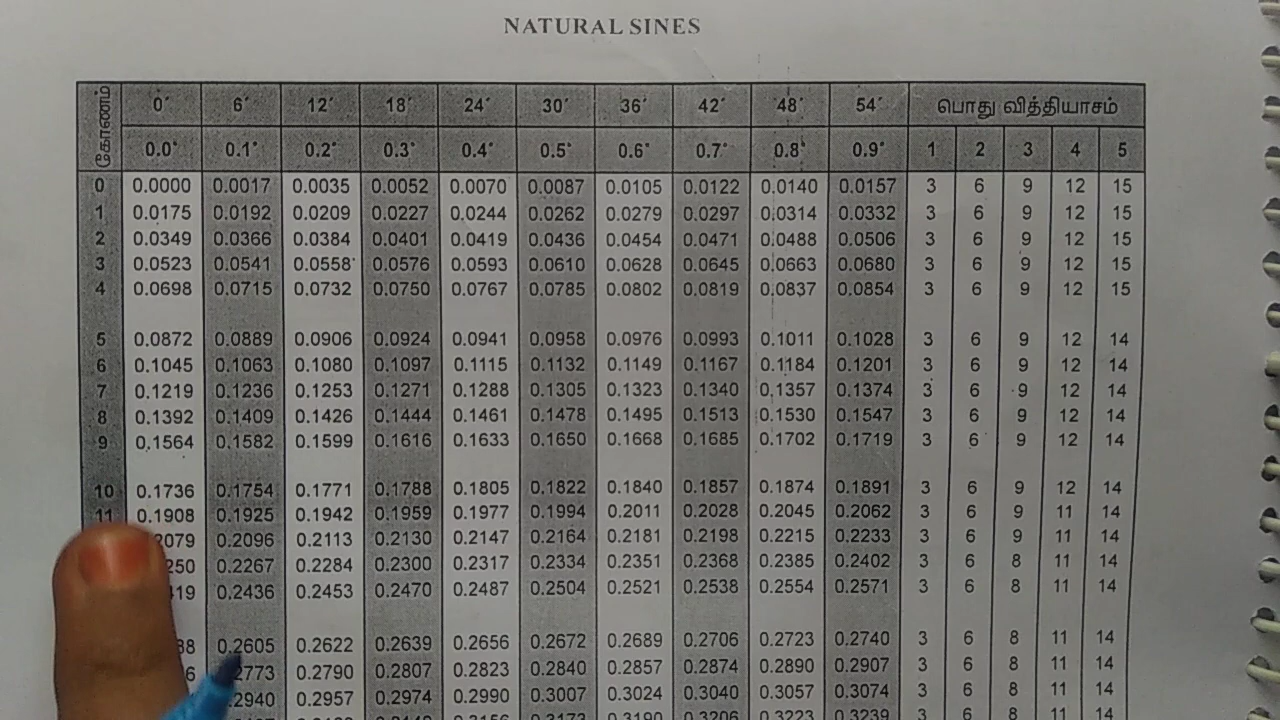 NATURAL SINES
கோணம் 0′ 6′ 12′ 18′ 24′ 30′ 36′ 42′ 48′ 54′ பொது வித்தியாசம்
0.0° 0.1° 0.2° 0.3° 0.4° 0.5° 0.6° 0.7° 0.8° 0.9° 1 2 3 4 5
0 0.0000 0.0017 0.0035 0.0052 0.0070 0.0087 0.0105 0.0122 0.0140 0.0157 3 6 9 12 15
1 0.0175 0.0192 0.0209 0.0227 0.0244 0.0262 0.0279 0.0297 0.0314 0.0332 3 6 9 12 15
2 0.0349 0.0366 0.0384 0.0401 0.0419 0.0436 0.0454 0.0471 0.0488 0.0506 3 6 9 12 15
3 0.0523 0.0541 0.0558 0.0576 0.0593 0.0610 0.0628 0.0645 0.0663 0.0680 3 6 9 12 15
4 0.0698 0.0715 0.0732 0.0750 0.0767 0.0785 0.0802 0.0819 0.0837 0.0854 3 6 9 12 15
5 0.0872 0.0889 0.0906 0.0924 0.0941 0.0958 0.0976 0.0993 0.1011 0.1028 3 6 9 12 14
6 0.1045 0.1063 0.1080 0.1097 0.1115 0.1132 0.1149 0.1167 0.1184 0.1201 3 6 9 12 14
7 0.1219 0.1236 0.1253 0.1271 0.1288 0.1305 0.1323 0.1340 0.1357 0.1374 3 6 9 12 14
8 0.1392 0.1409 0.1426 0.1444 0.1461 0.1478 0.1495 0.1513 0.1530 0.1547 3 6 9 12 14
9 0.1564 0.1582 0.1599 0.1616 0.1633 0.1650 0.1668 0.1685 0.1702 0.1719 3 6 9 12 14
10 0.1736 0.1754 0.1771 0.1788 0.1805 0.1822 0.1840 0.1857 0.1874 0.1891 3 6 9 12 14
11 0.1908 0.1925 0.1942 0.1959 0.1977 0.1994 0.2011 0.2028 0.2045 0.2062 3 6 9 11 14
2079 0.2096 0.2113 0.2130 0.2147 0.2164 0.2181 0.2198 0.2215 0.2233 3 6 9 11 14
250 0.2267 0.2284 0.2300 0.2317 0.2334 0.2351 0.2368 0.2385 0.2402 3 6 8 11 14
419 0.2436 0.2453 0.2470 0.2487 0.2504 0.2521 0.2538 0.2554 0.2571 3 6 8 11 14
88 0.2605 0.2622 0.2639 0.2656 0.2672 0.2689 0.2706 0.2723 0.2740 3 6 8 11 14
6 2773 0.2790 0.2807 0.2823 0.2840 0.2857 0.2874 0.2890 0.2907 3 6 8 11 14
.2940 0.2957 0.2974 0.2990 0.3007 0.3024 0.3040 0.3057 0.3074 3 6 8 11 14
0.3156 0.3173 0.3190 0.3206 0.3223 0.3239 3 6 8 11 14